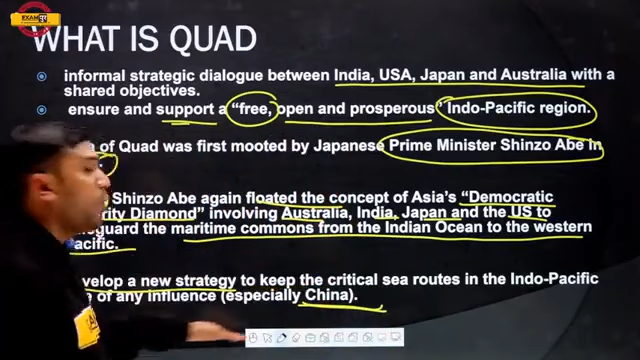 EXAM
WHAT IS QUAD
informal strategic dialogue between India, USA, Japan and Australia with a
shared objectives.
ensure and support a "free, open and prosperous" Indo-Pacific region.
of Quad was first mooted by Japanese Prime Minister Shinzo Abe in
Shinzo Abe again floated the concept of Asia's "Democratic
Diamond" involving Australia, India, Japan and the US to
the maritime commons from the Indian Ocean to the western
a new strategy to keep the critical sea routes in the Indo-Pacific
of any influence (especially China).